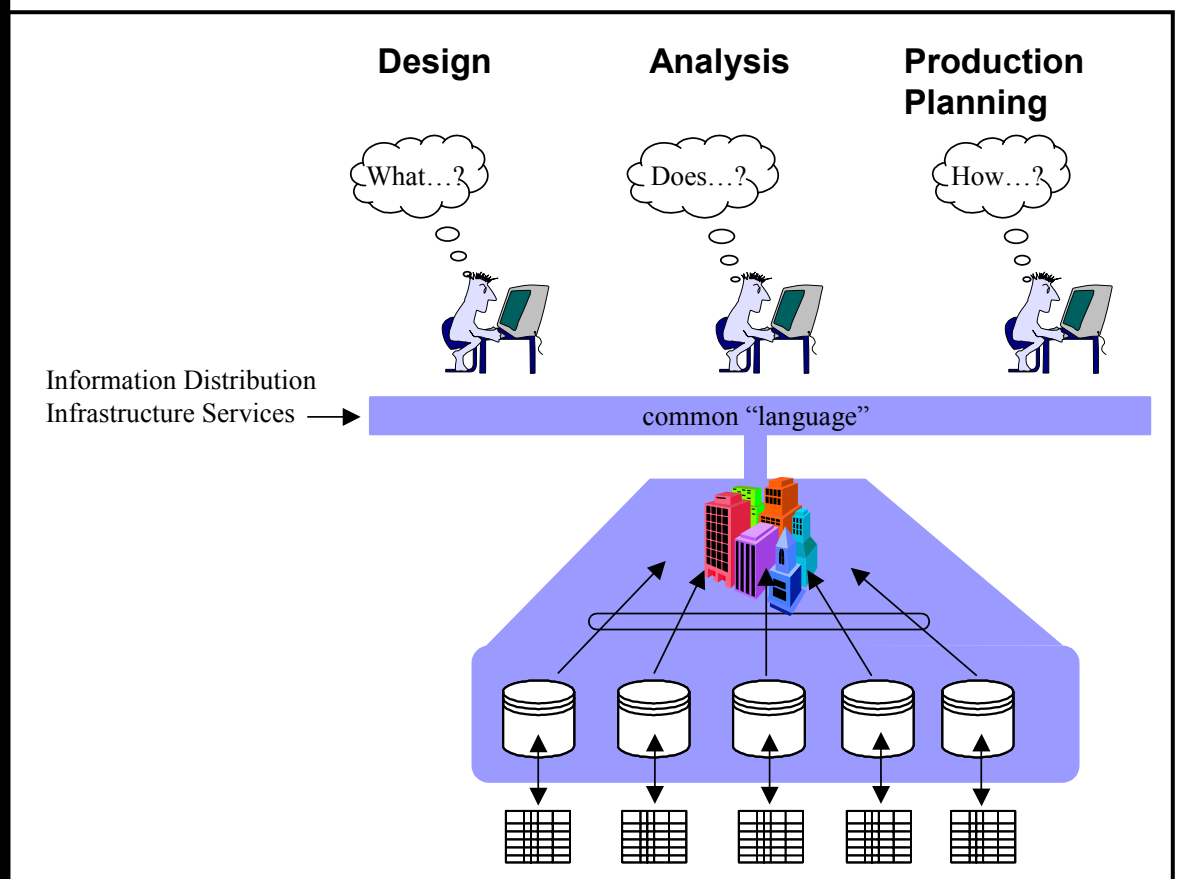 Design
Analysis
Production
Planning
What…?
Does…?
How…?
Information Distribution
Infrastructure Services
common “language”